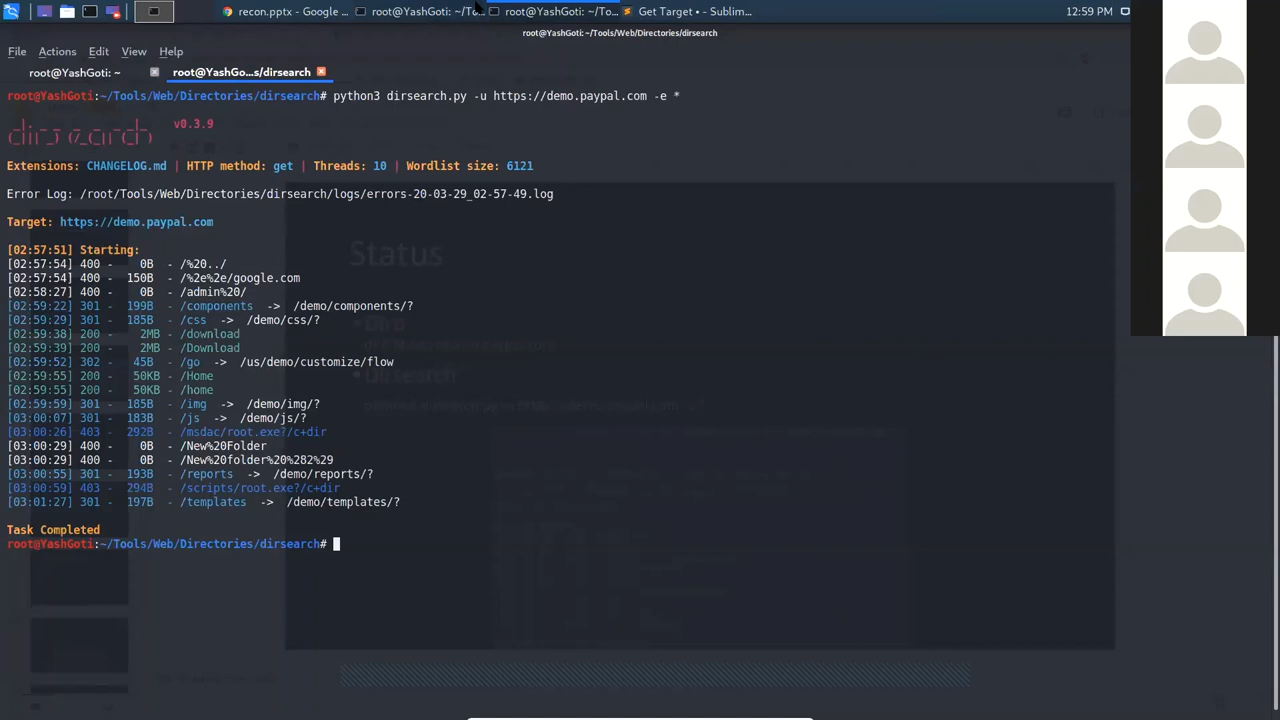 recon.pptx - Google ...
root@YashGoti: ~/To...
root@YashGoti: ~/To...
Get Target • - Sublim...
12:59 PM
root@YashGoti: ~/Tools/Web/Directories/dirsearch
File Actions Edit View Help
root@YashGoti: ~
root@YashGo...s/dirsearch
root@YashGoti:~/Tools/Web/Directories/dirsearch# python3 dirsearch.py -u https://demo.paypal.com -e *
v0.3.9
Extensions: CHANGELOG.md | HTTP method: get | Threads: 10 | Wordlist size: 6121
Error Log: /root/Tools/Web/Directories/dirsearch/logs/errors-20-03-29_02-57-49.log
Target: https://demo.paypal.com
[02:57:51] Starting:
[02:57:54] 400 - 0B - /%20../
[02:57:54] 400 - 150B - /%2e%2e/google.com
[02:58:27] 400 - 0B - /admin%20/
[02:59:22] 301 - 199B - /components -> /demo/components/?
[02:59:29] 301 - 185B - /css -> /demo/css/?
[02:59:38] 200 - 2MB - /download
[02:59:39] 200 - 2MB - /Download
[02:59:52] 302 - 45B - /go -> /us/demo/customize/flow
[02:59:55] 200 - 50KB - /Home
[02:59:55] 200 - 50KB - /home
[02:59:59] 301 - 185B - /img -> /demo/img/?
[03:00:07] 301 - 183B - /js -> /demo/js/?
[03:00:26] 403 - 292B - /msdac/root.exe?/c+dir
[03:00:29] 400 - 0B - /New%20Folder
[03:00:29] 400 - 0B - /New%20folder%20%282%29
[03:00:55] 301 - 193B - /reports -> /demo/reports/?
[03:00:59] 403 - 294B - /scripts/root.exe?/c+dir
[03:01:27] 301 - 197B - /templates -> /demo/templates/?
Task Completed
root@YashGoti:~/Tools/Web/Directories/dirsearch#
Status
Dirsearch